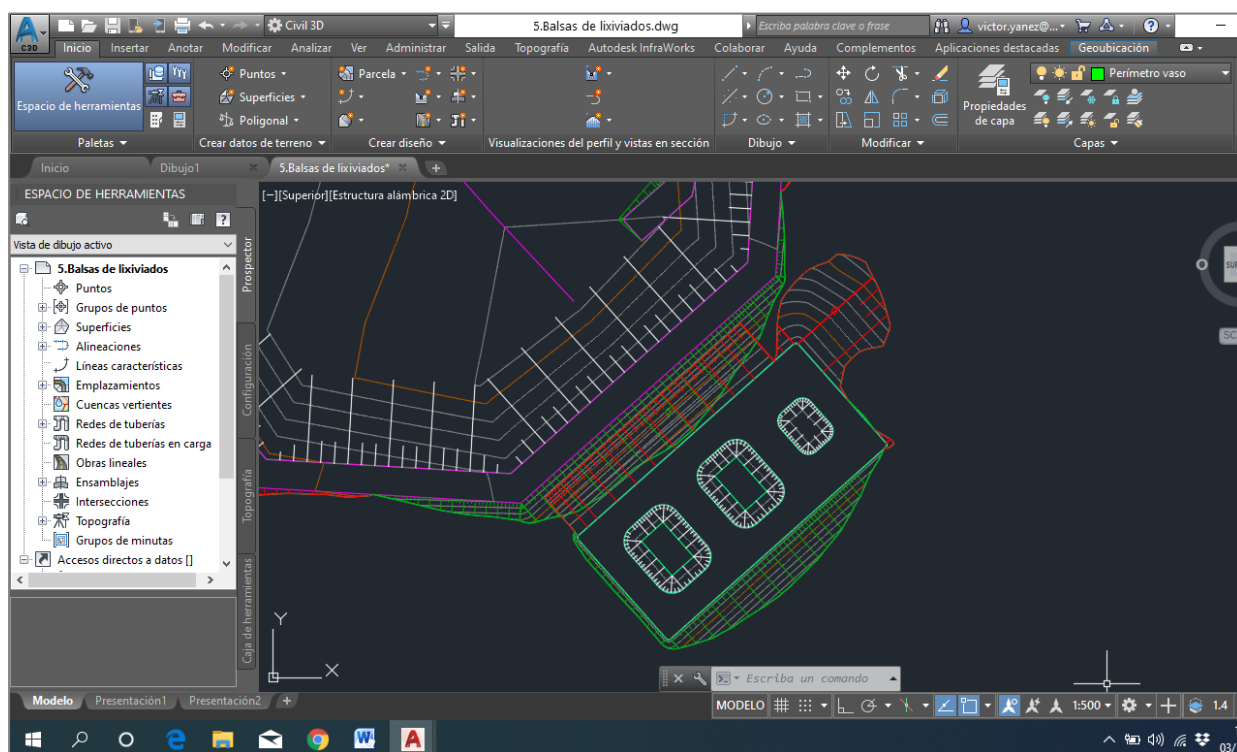 A
C3D
Civil 3D
5.Balsas de lixiviados.dwg
Escriba palabra clave o frase
victor.yanez@...
?
Inicio Insertar Anotar Modificar Analizar Ver Administrar Salida Topografía Autodesk InfraWorks Colaborar Ayuda Complementos Aplicaciones destacadas Geoubicación
Espacio de herramientas
Puntos
Superficies
Poligonal
Parcela
Propiedades de capa
Perímetro vaso
Paletas
Crear datos de terreno
Crear diseño
Visualizaciones del perfil y vistas en sección
Dibujo
Modificar
Capas
Inicio
Dibujo1
5.Balsas de lixiviados*
ESPACIO DE HERRAMIENTAS
Vista de dibujo activo
5.Balsas de lixiviados
Puntos
Grupos de puntos
Superficies
Alineaciones
Líneas características
Emplazamientos
Cuencas vertientes
Redes de tuberías
Redes de tuberías en carga
Obras lineales
Ensamblajes
Intersecciones
Topografía
Grupos de minutas
Accesos directos a datos []
Prospector
Configuración
Topografía
Caja de herramientas
[−][Superior][Estructura alámbrica 2D]
SUP
SC
Y
X
Escriba un comando
Modelo
Presentación1
Presentación2
MODELO
1:500
1.4
03/